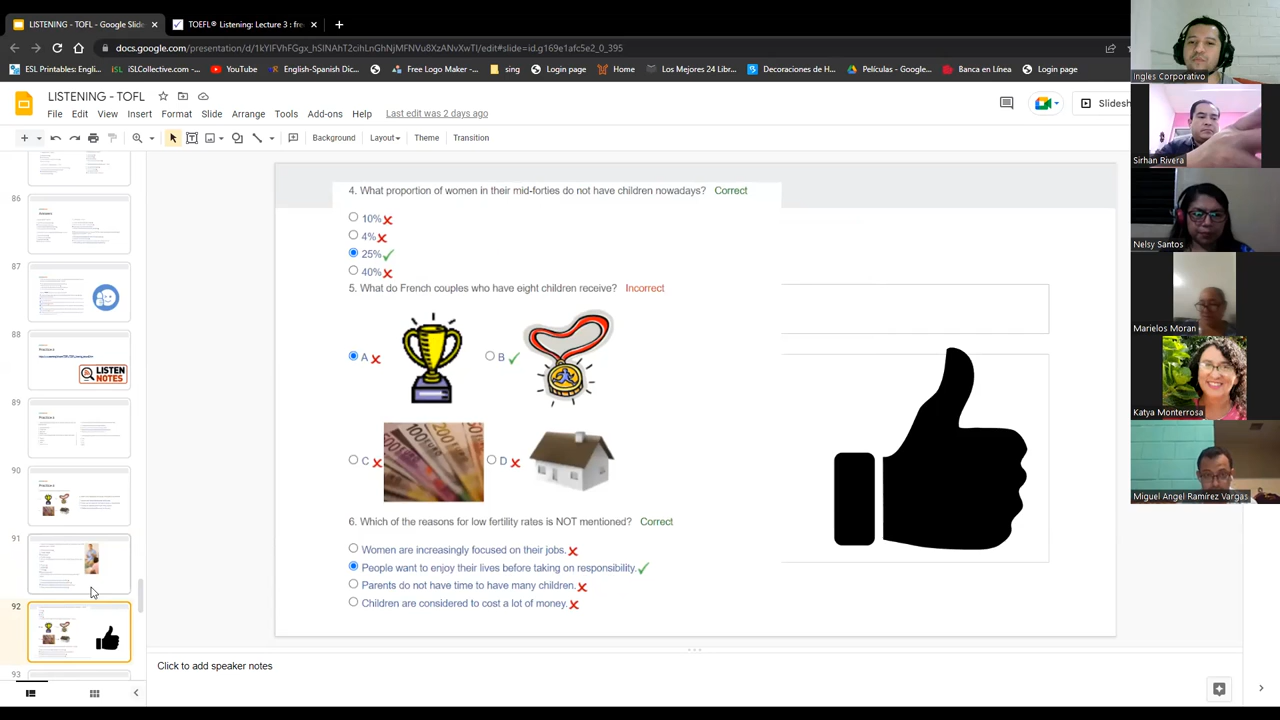 LISTENING - TOFL - Google Slide
TOEFL® Listening: Lecture 3 : fre
docs.google.com/presentation/d/1kYIFVhFGgx_hSINAhT2cihLnGhNjMFNVu8XzANvXwTI/edit#slide=id.g169e1afc5e2_0_395
ESL Printables: Engli...
iSLCollective.com -...
YouTube
English-Spanish Dic...
Free Logo Maker -...
Start page
Home
Los Mejores 24 Libr...
Decoraciones de H...
Películas - Google...
Banca en Línea
Login page
LISTENING - TOFL
File Edit View Insert Format Slide Arrange Tools Add-ons Help Last edit was 2 days ago
Slidesh
Background Layout Theme Transition
86
87
88
LISTEN
NOTES
89
90
91
92
93
4. What proportion of women in their mid-forties do not have children nowadays? Correct
10%
4%
25%
40%
5. What do French couples who have eight children receive? Incorrect
A
B
C
D
6. Which of the reasons for low fertility rates is NOT mentioned? Correct
Women are increasingly focused on their jobs.
People want to enjoy their lives before taking on responsibility.
Parents do not have time to have many children.
Children are considered to cost a lot of money.
Click to add speaker notes
Ingles Corporativo
Sirhan Rivera
Nelsy Santos
Marielos Moran
Katya Monterrosa
Miguel Angel Ramírez Vargas